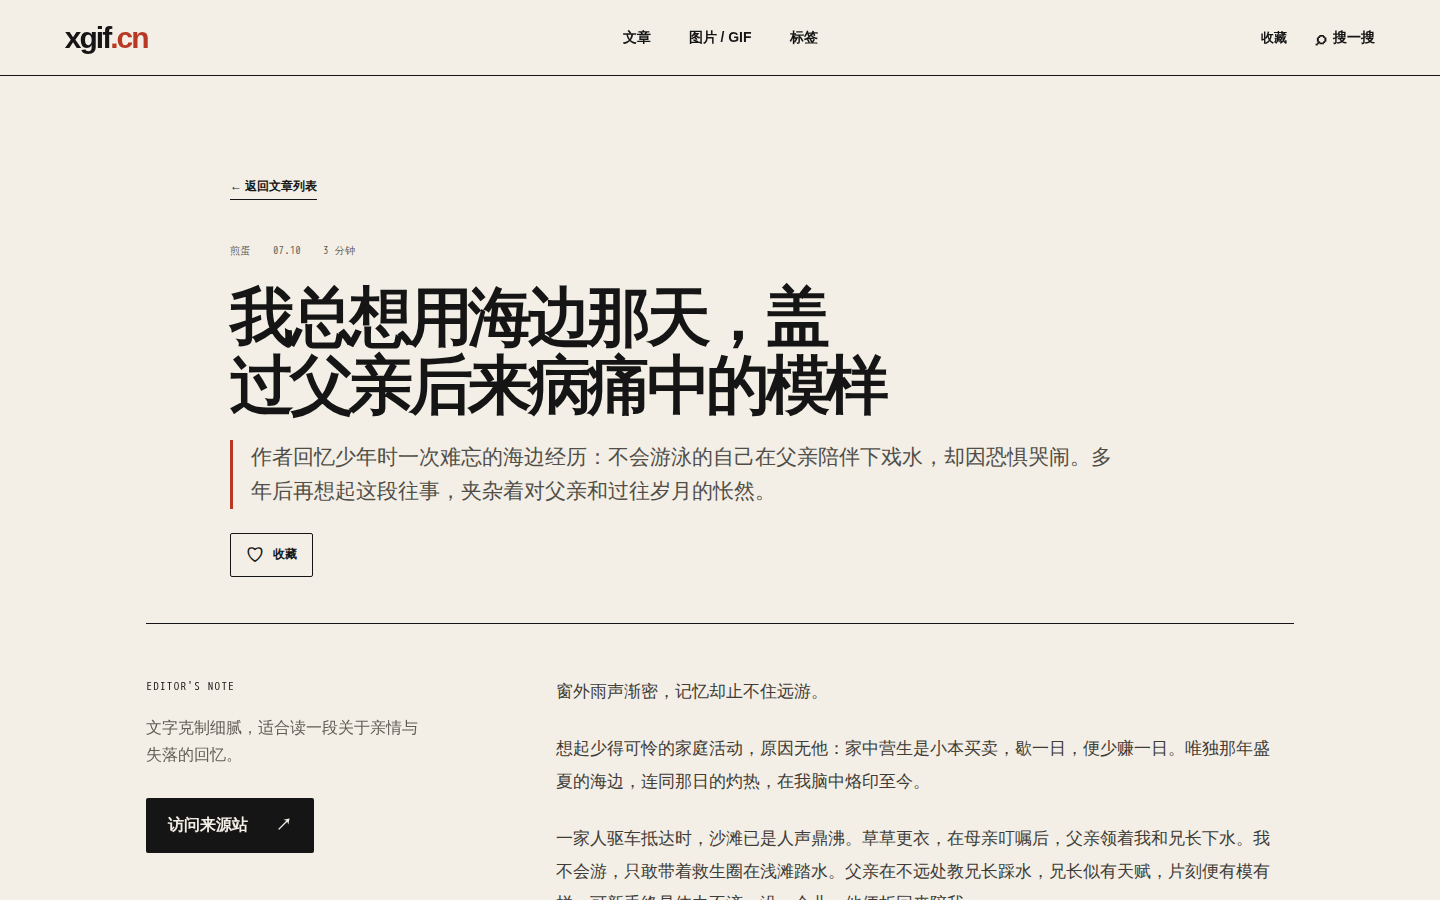 xgif.cn
文章
图片 / GIF
标签
收藏
搜一搜
← 返回文章列表
煎蛋 07.10 3 分钟
我总想用海边那天，盖
过父亲后来病痛中的模样
作者回忆少年时一次难忘的海边经历：不会游泳的自己在父亲陪伴下戏水，却因恐惧哭闹。多
年后再想起这段往事，夹杂着对父亲和过往岁月的怅然。
收藏
EDITOR'S NOTE
文字克制细腻，适合读一段关于亲情与
失落的回忆。
访问来源站 ↗
窗外雨声渐密，记忆却止不住远游。
想起少得可怜的家庭活动，原因无他：家中营生是小本买卖，歇一日，便少赚一日。唯独那年盛
夏的海边，连同那日的灼热，在我脑中烙印至今。
一家人驱车抵达时，沙滩已是人声鼎沸。草草更衣，在母亲叮嘱后，父亲领着我和兄长下水。我
不会游，只敢带着救生圈在浅滩踏水。父亲在不远处教兄长踩水，兄长似有天赋，片刻便有模有